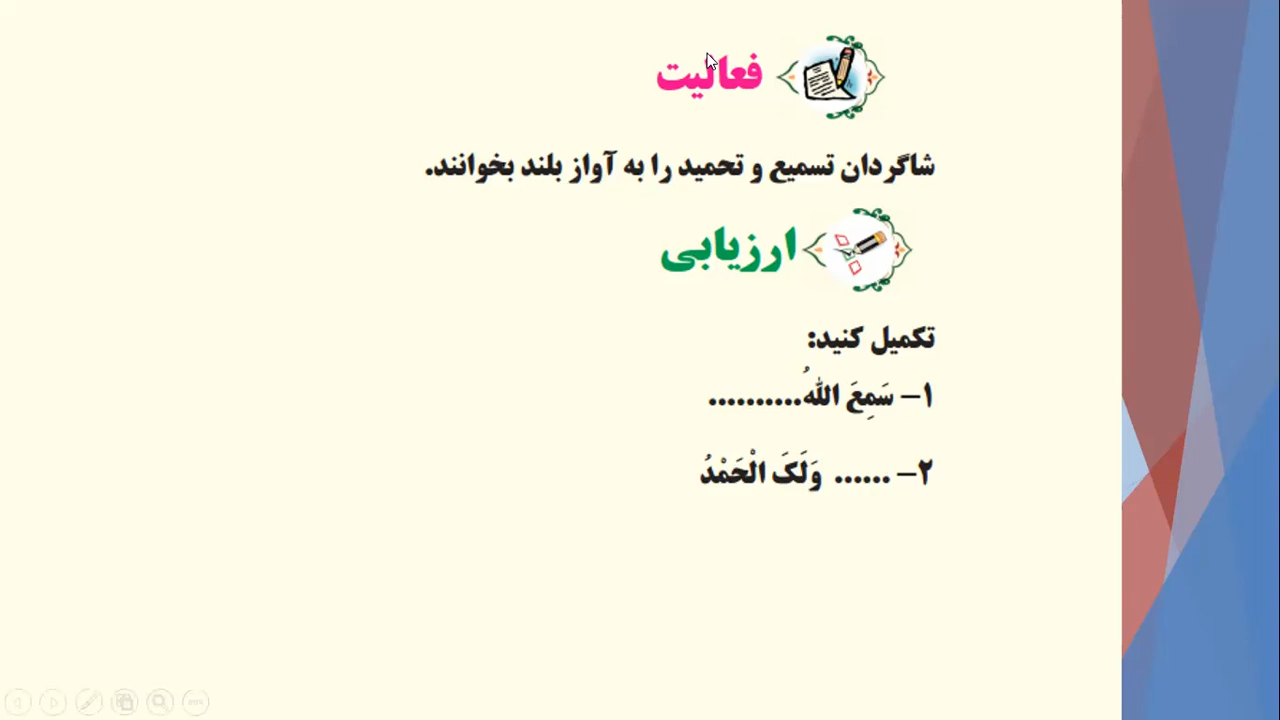 فعالیت
شاگردان تسمیع و تحمید را به آواز بلند بخوانند.
ارزیابی
تکمیل کنید:
۱- سَمِعَ اللهُ..........
۲- ...... وَلَکَ الْحَمْدُ